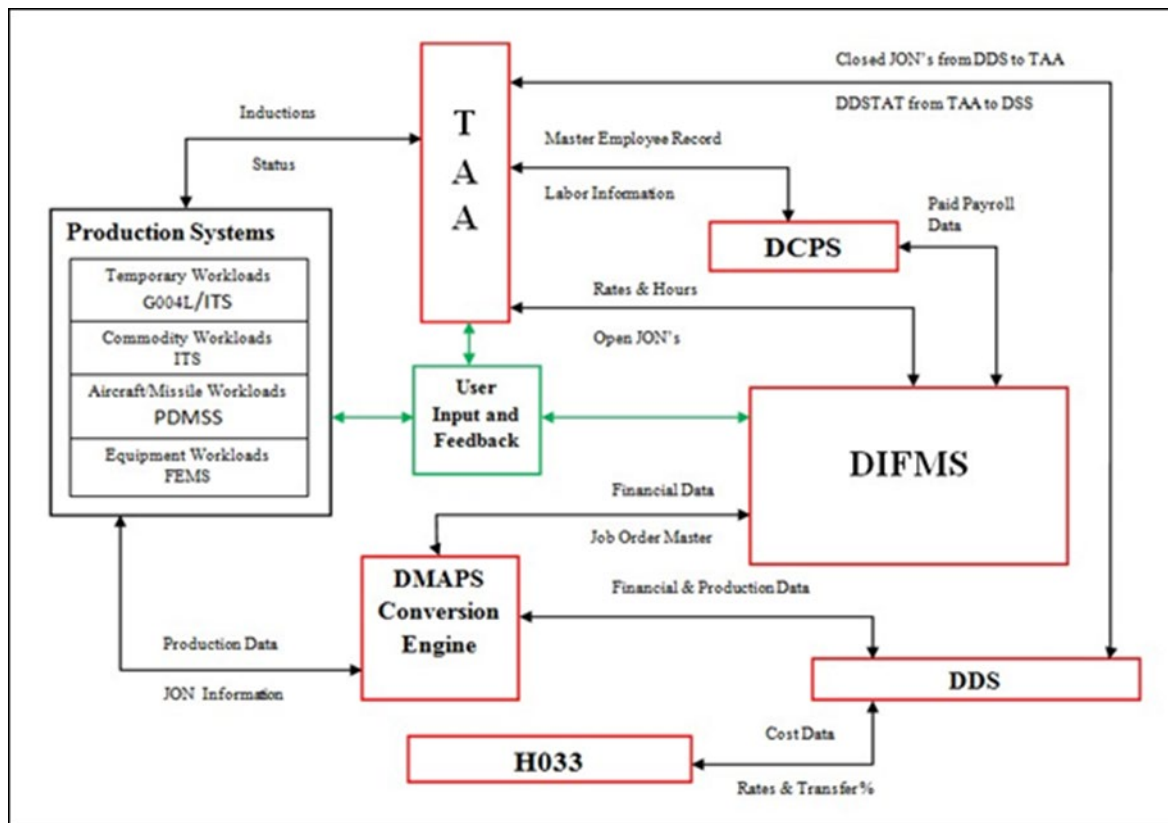 Closed JON's from DDS to TAA
DDSTAT from TAA to DSS
T
A
A
Inductions
Status
Master Employee Record
Labor Information
Paid Payroll
Data
DCPS
Production Systems
Temporary Workloads
G004L/ITS
Commodity Workloads
ITS
Aircraft/Missile Workloads
PDMSS
Equipment Workloads
FEMS
Rates & Hours
Open JON's
User
Input and
Feedback
DIFMS
Financial Data
Job Order Master
DMAPS
Conversion
Engine
Financial & Production Data
Production Data
JON Information
DDS
Cost Data
H033
Rates & Transfer %